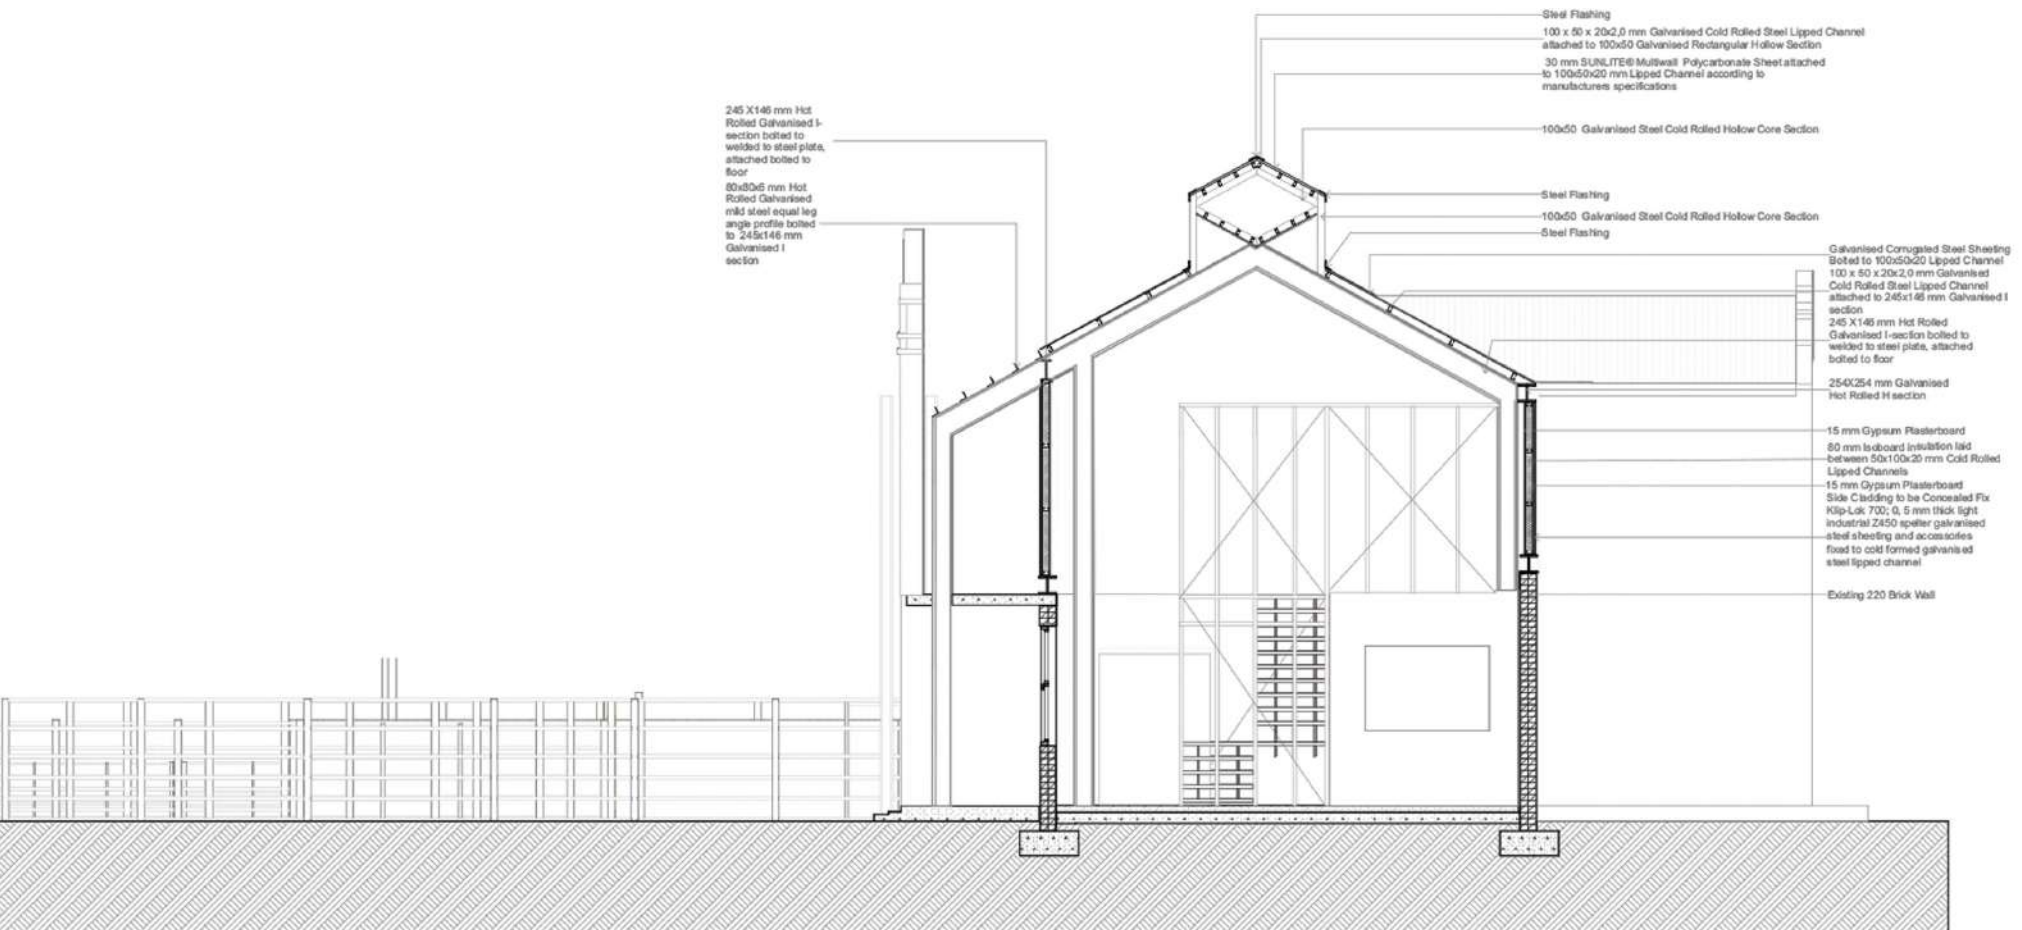 Steel Flashing
100 x 50 x 20x2,0 mm Galvanised Cold Rolled Steel Lipped Channel
attached to 100x50 Galvanised Rectangular Hollow Section
30 mm SUNLITE® Multiwall Polycarbonate Sheet attached
to 100x50x20 mm Lipped Channel according to
manufacturers specifications
100x50 Galvanised Steel Cold Rolled Hollow Core Section
Steel Flashing
100x50 Galvanised Steel Cold Rolled Hollow Core Section
Steel Flashing
245 X146 mm Hot
Rolled Galvanised I-
section bolted to
welded to steel plate,
attached bolted to
floor
80x80x6 mm Hot
Rolled Galvanised
mild steel equal leg
angle profile bolted
to 245x146 mm
Galvanised I
section
Galvanised Corrugated Steel Sheeting
Bolted to 100x50x20 Lipped Channel
100 x 50 x 20x2,0 mm Galvanised
Cold Rolled Steel Lipped Channel
attached to 245x146 mm Galvanised I
section
245 X146 mm Hot Rolled
Galvanised I-section bolted to
welded to steel plate, attached
bolted to floor
254X254 mm Galvanised
Hot Rolled H section
15 mm Gypsum Plasterboard
80 mm Isoboard insulation laid
between 50x100x20 mm Cold Rolled
Lipped Channels
15 mm Gypsum Plasterboard
Side Cladding to be Concealed Fix
Klip-Lok 700; 0, 5 mm thick light
industrial Z450 spelter galvanised
steel sheeting and accessories
fixed to cold formed galvanised
steel lipped channel
Existing 220 Brick Wall